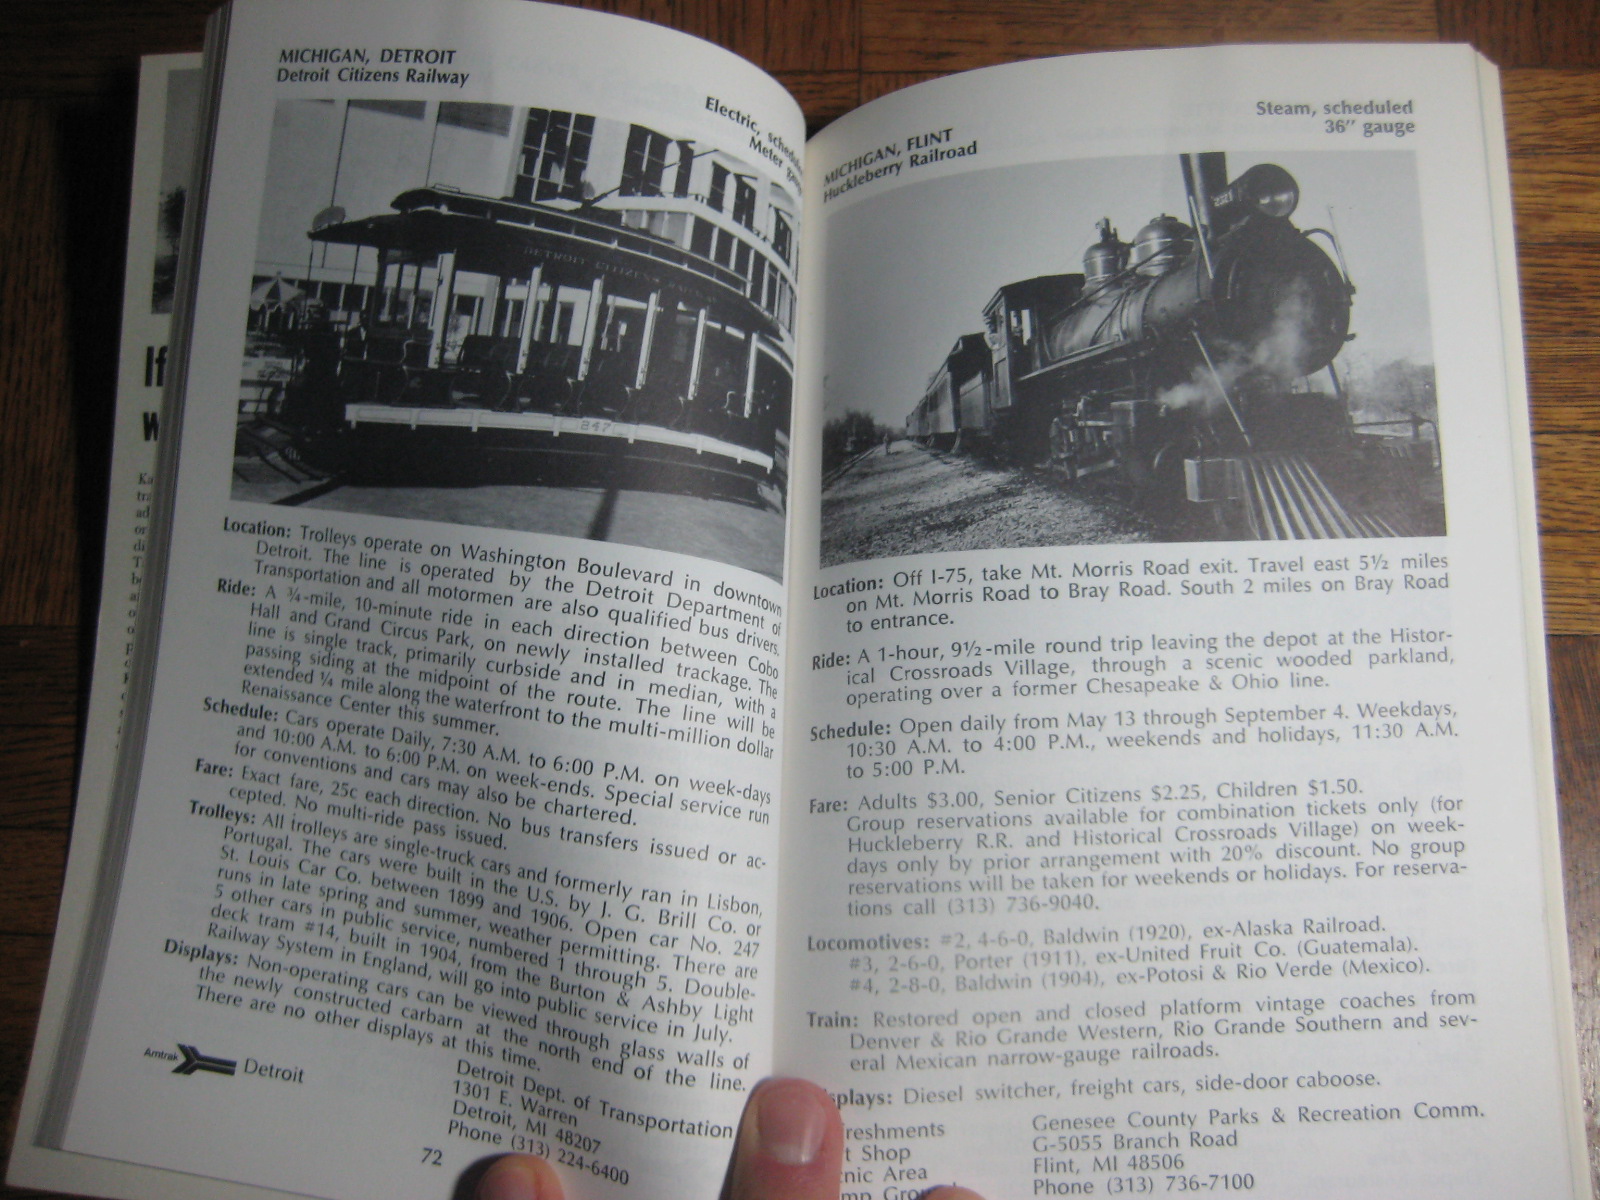 MICHIGAN, DETROIT
Detroit Citizens Railway
Electric,
Meter
DETROIT CITIZENS RAILWAY
247
Location: Trolleys operate on Washington Boulevard in downtown
Detroit. The line is operated by the Detroit Department of
Transportation and all motormen are also qualified bus drivers.
Ride: A ¾-mile, 10-minute ride in each direction between Cobo
Hall and Grand Circus Park, on newly installed trackage. The
line is single track, primarily curbside and in median, with a
passing siding at the midpoint of the route. The line will be
extended ¼ mile along the waterfront to the multi-million dollar
Renaissance Center this summer.
Schedule: Cars operate Daily, 7:30 A.M. to 6:00 P.M. on week-days
and 10:00 A.M. to 6:00 P.M. on week-ends. Special service run
for conventions and cars may also be chartered.
Fare: Exact fare, 25c each direction. No bus transfers issued or ac-
cepted. No multi-ride pass issued.
Trolleys: All trolleys are single-truck cars and formerly ran in Lisbon,
Portugal. The cars were built in the U.S. by J. G. Brill Co. or
St. Louis Car Co. between 1899 and 1906. Open car No. 247
runs in late spring and summer, weather permitting. There are
5 other cars in public service, numbered 1 through 5. Double-
deck tram #14, built in 1904, from the Burton & Ashby Light
Railway System in England, will go into public service in July.
Displays: Non-operating cars can be viewed through glass walls of
the newly constructed carbarn at the north end of the line.
There are no other displays at this time.
Amtrak Detroit
Detroit Dept. of Transportation
1301 E. Warren
Detroit, MI 48207
Phone (313) 224-6400
72
MICHIGAN, FLINT
Huckleberry Railroad
Steam, scheduled
36" gauge
Location: Off I-75, take Mt. Morris Road exit. Travel east 5½ miles
on Mt. Morris Road to Bray Road. South 2 miles on Bray Road
to entrance.
Ride: A 1-hour, 9½-mile round trip leaving the depot at the Histor-
ical Crossroads Village, through a scenic wooded parkland,
operating over a former Chesapeake & Ohio line.
Schedule: Open daily from May 13 through September 4. Weekdays,
10:30 A.M. to 4:00 P.M., weekends and holidays, 11:30 A.M.
to 5:00 P.M.
Fare: Adults $3.00, Senior Citizens $2.25, Children $1.50.
Group reservations available for combination tickets only (for
Huckleberry R.R. and Historical Crossroads Village) on week-
days only by prior arrangement with 20% discount. No group
reservations will be taken for weekends or holidays. For reserva-
tions call (313) 736-9040.
Locomotives: #2, 4-6-0, Baldwin (1920), ex-Alaska Railroad.
#3, 2-6-0, Porter (1911), ex-United Fruit Co. (Guatemala).
#4, 2-8-0, Baldwin (1904), ex-Potosi & Rio Verde (Mexico).
Train: Restored open and closed platform vintage coaches from
Denver & Rio Grande Western, Rio Grande Southern and sev-
eral Mexican narrow-gauge railroads.
splays: Diesel switcher, freight cars, side-door caboose.
reshments
t Shop
nic Area
Genesee County Parks & Recreation Comm.
G-5055 Branch Road
Flint, MI 48506
Phone (313) 736-7100